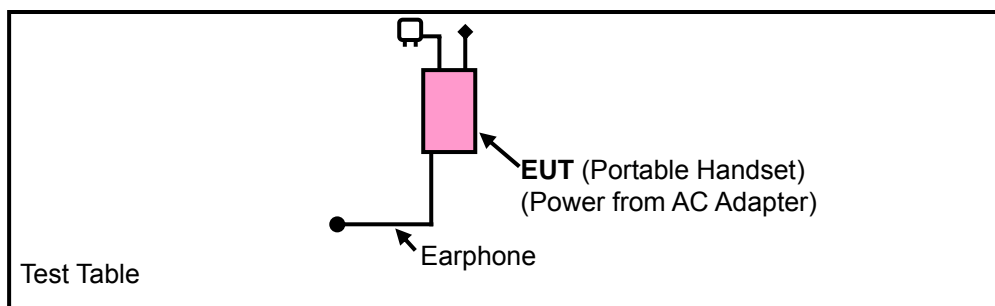 EUT (Portable Handset)
(Power from AC Adapter)
Earphone
Test Table